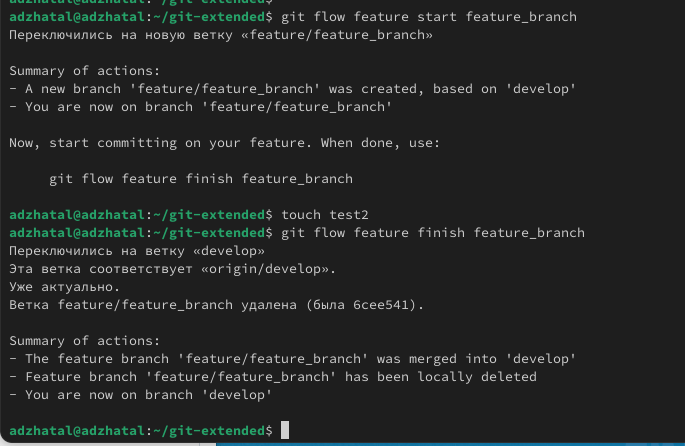 adzhatal@adzhatal:~/git-extended$
adzhatal@adzhatal:~/git-extended$ git flow feature start feature_branch
Переключились на новую ветку «feature/feature_branch»
Summary of actions:
- A new branch 'feature/feature_branch' was created, based on 'develop'
- You are now on branch 'feature/feature_branch'
Now, start committing on your feature. When done, use:
git flow feature finish feature_branch
adzhatal@adzhatal:~/git-extended$ touch test2
adzhatal@adzhatal:~/git-extended$ git flow feature finish feature_branch
Переключились на ветку «develop»
Эта ветка соответствует «origin/develop».
Уже актуально.
Ветка feature/feature_branch удалена (была 6cee541).
Summary of actions:
- The feature branch 'feature/feature_branch' was merged into 'develop'
- Feature branch 'feature/feature_branch' has been locally deleted
- You are now on branch 'develop'
adzhatal@adzhatal:~/git-extended$